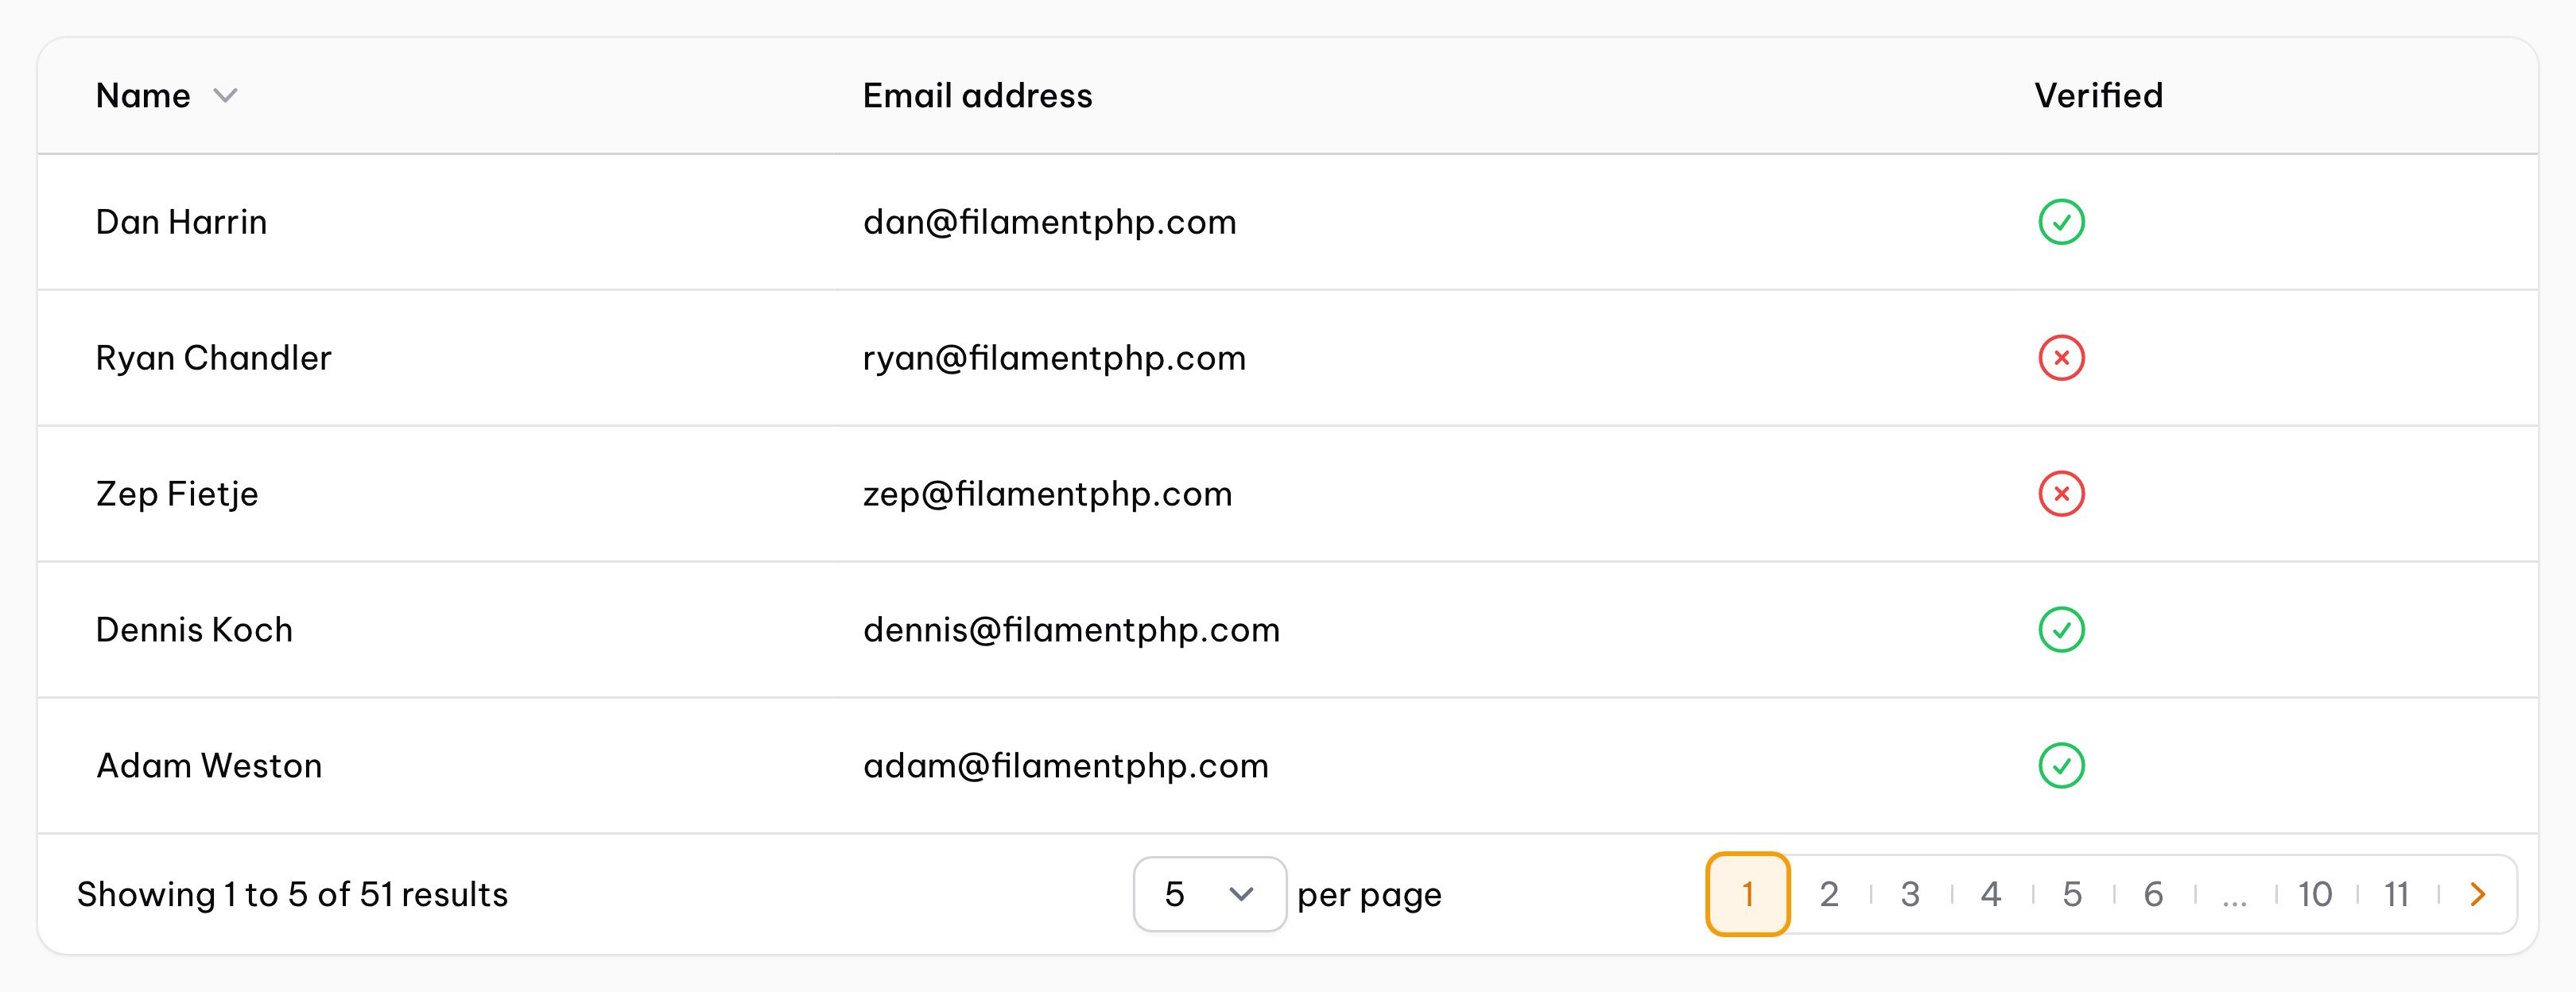 Name Email address Verified
Dan Harrin dan@filamentphp.com
Ryan Chandler ryan@filamentphp.com
Zep Fietje zep@filamentphp.com
Dennis Koch dennis@filamentphp.com
Adam Weston adam@filamentphp.com
Showing 1 to 5 of 51 results 5 per page 1 2 3 4 5 6 ... 10 11